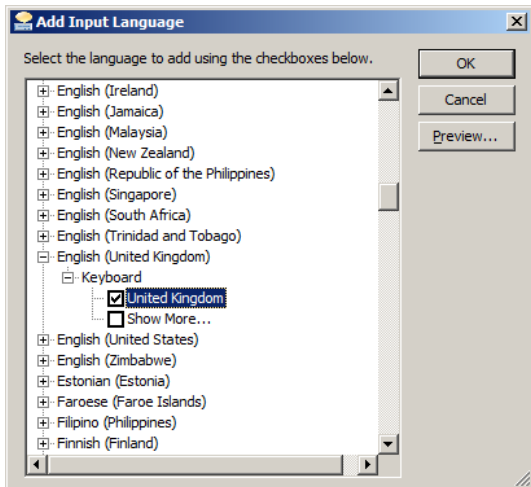 Add Input Language
Select the language to add using the checkboxes below.
OK
Cancel
Preview...
English (Ireland)
English (Jamaica)
English (Malaysia)
English (New Zealand)
English (Republic of the Philippines)
English (Singapore)
English (South Africa)
English (Trinidad and Tobago)
English (United Kingdom)
Keyboard
United Kingdom
Show More...
English (United States)
English (Zimbabwe)
Estonian (Estonia)
Faroese (Faroe Islands)
Filipino (Philippines)
Finnish (Finland)